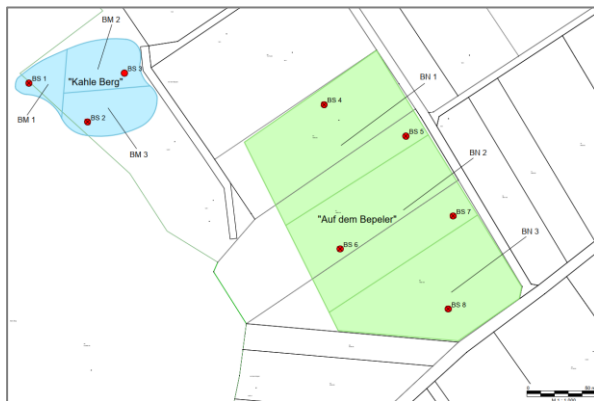 BM 2
BS 1
"Kahle Berg"
BS 3
BM 1
BS 2
BM 3
BS 4
BN 1
BS 5
BN 2
"Auf dem Bepeler"
BS 7
BS 6
BN 3
BS 8